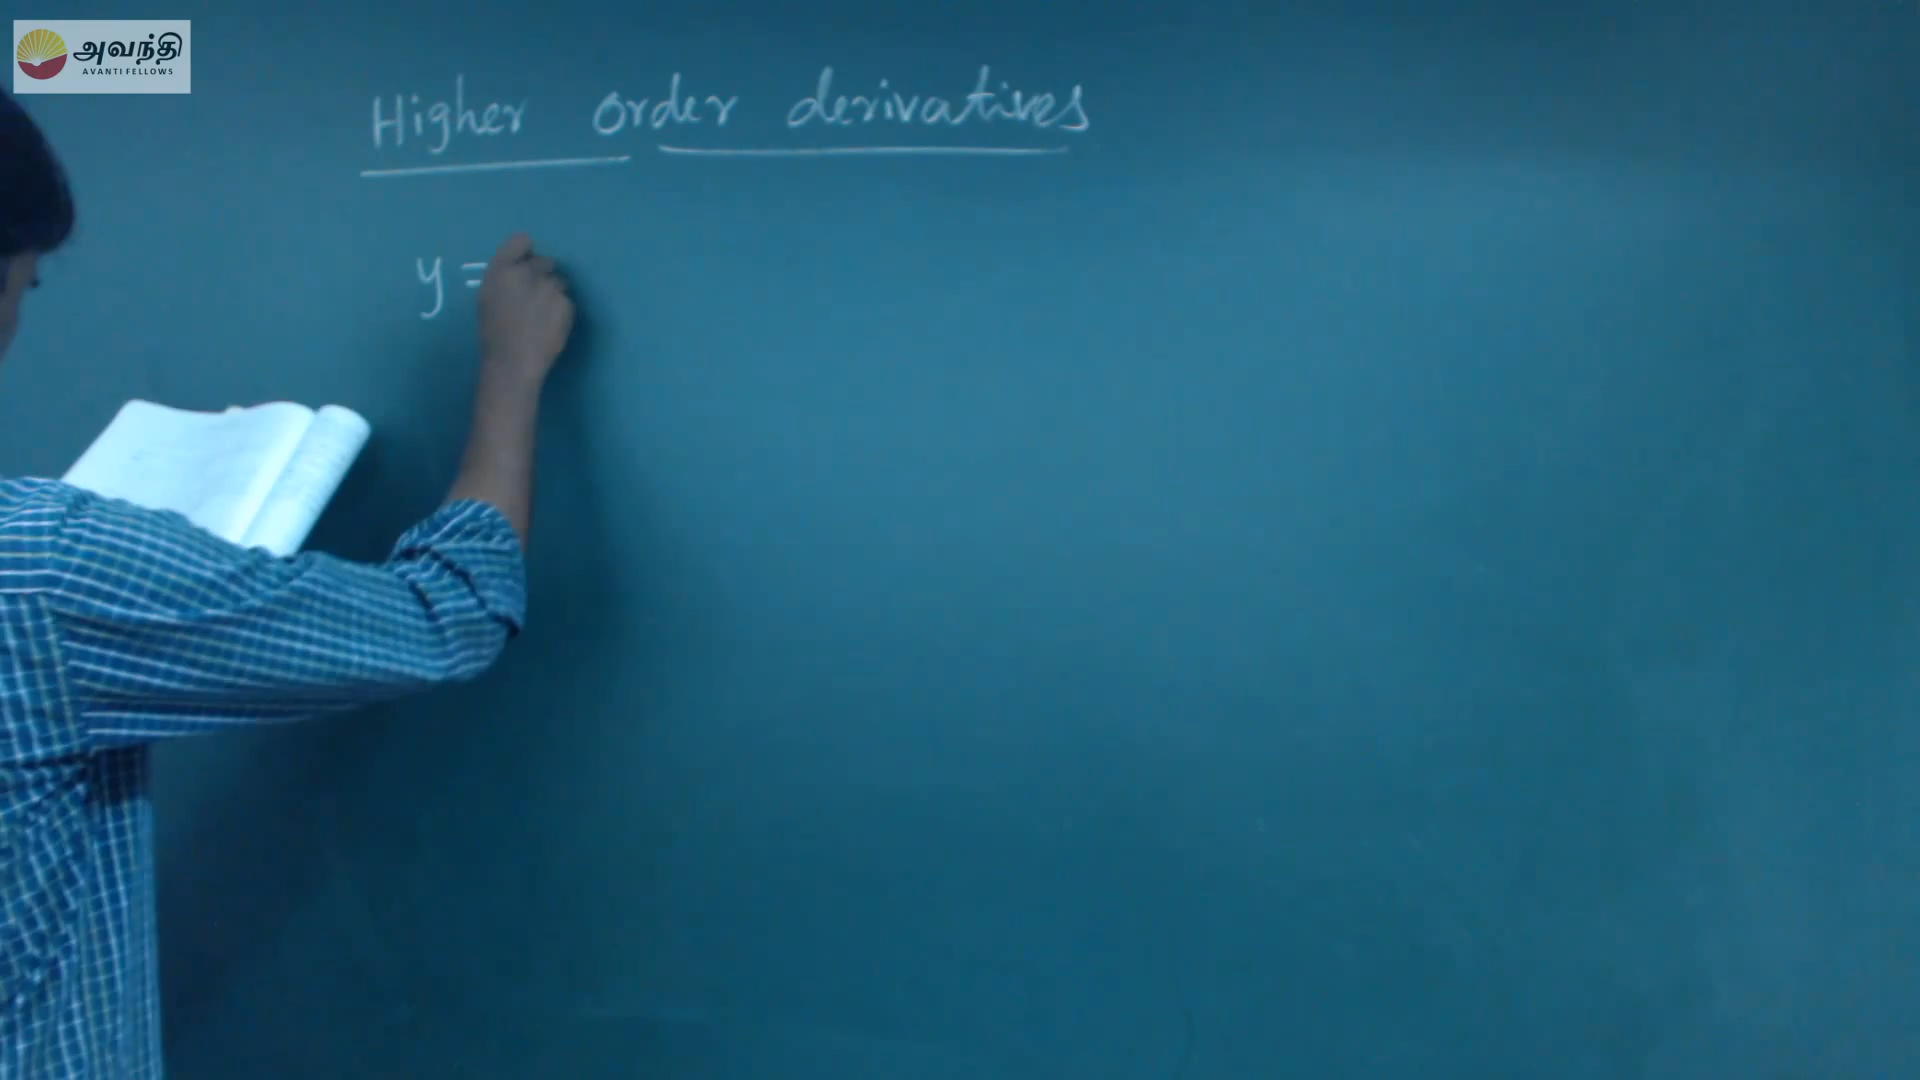 அவந்தி
AVANTI FELLOWS
Higher order derivatives
y =